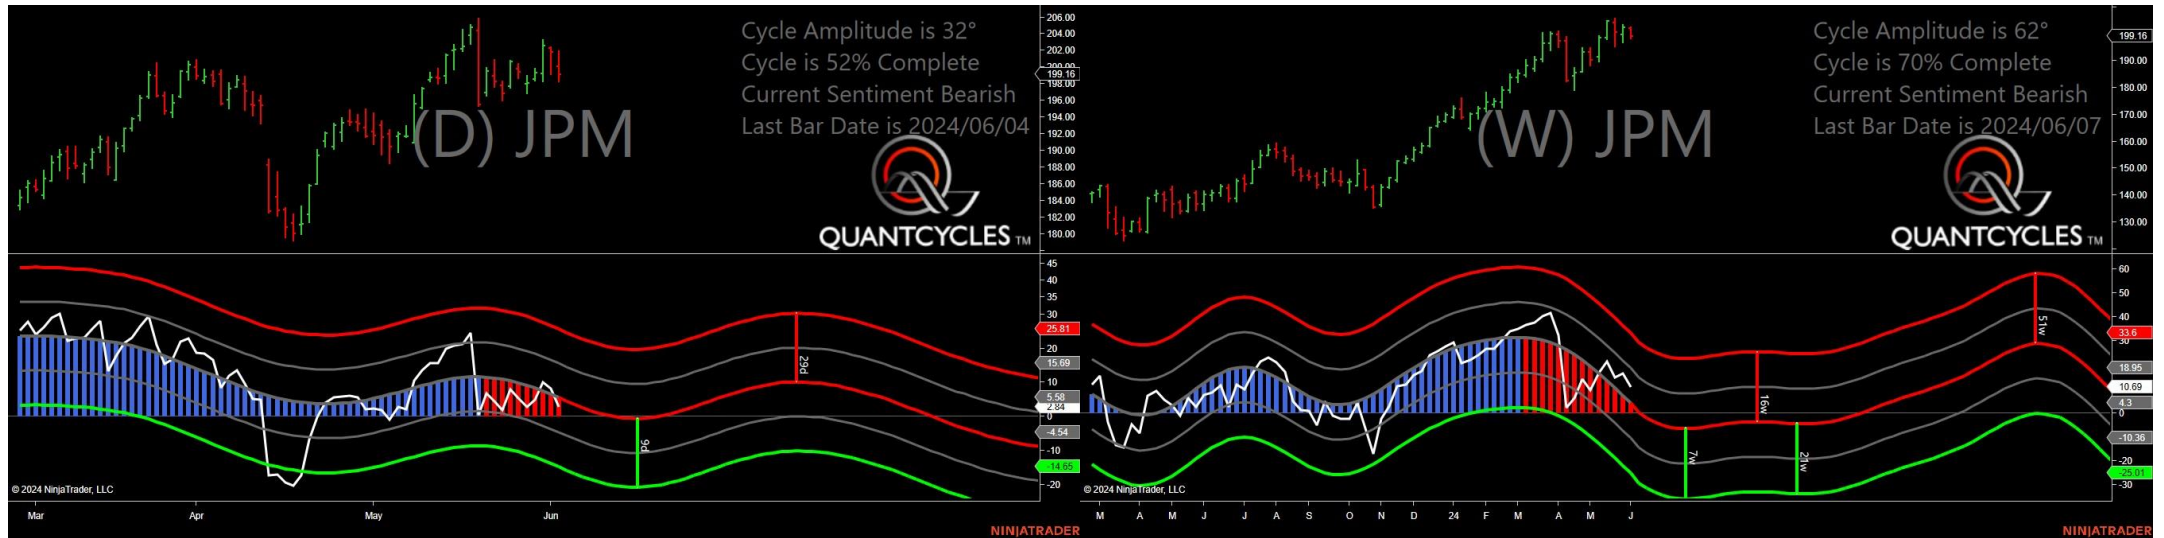 206.00
204.00
202.00
200.00
199.16
198.00
196.00
194.00
192.00
190.00
188.00
186.00
184.00
182.00
180.00
Cycle Amplitude is 32°
Cycle is 52% Complete
Current Sentiment Bearish
Last Bar Date is 2024/06/04
(D) JPM
QUANTCYCLES TM
45
40
35
30
25.81
20
15.69
10
5.58
2.84
0
-4.54
-10
-14.65
-20
29d
9d
© 2024 NinjaTrader, LLC
Mar Apr May Jun
NINJATRADER
199.16
190.00
180.00
170.00
160.00
150.00
140.00
130.00
Cycle Amplitude is 62°
Cycle is 70% Complete
Current Sentiment Bearish
Last Bar Date is 2024/06/07
(W) JPM
QUANTCYCLES TM
60
50
40
33.6
30
18.95
10.69
4.3
0
-10.36
-20
-25.01
-30
51w
16w
7w
21w
© 2024 NinjaTrader, LLC
M A M J J A S O N D 24 F M A M J
NINJATRADER